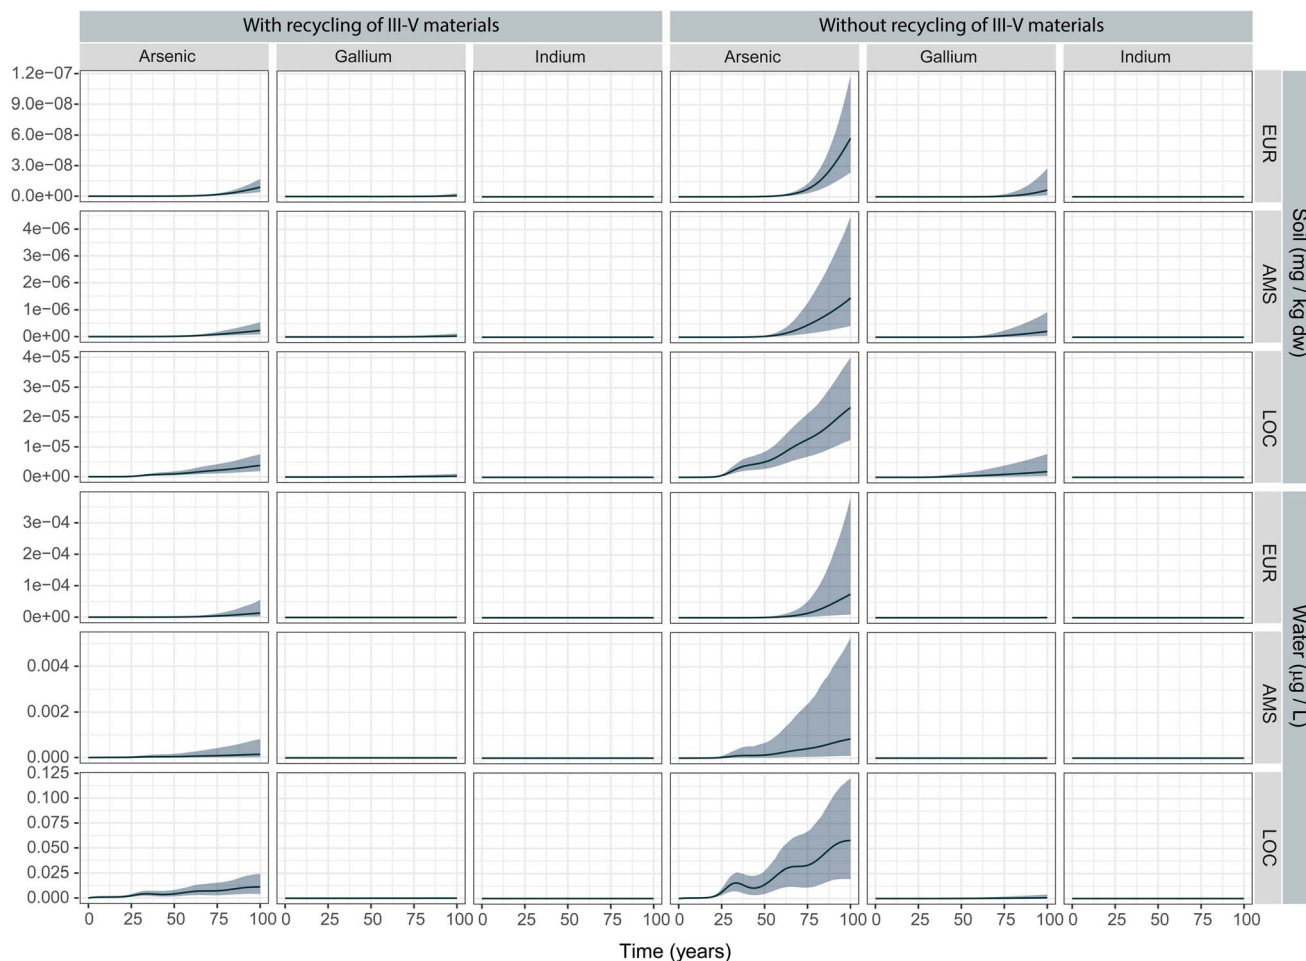 With recycling of III-V materials Without recycling of III-V materials
Arsenic Gallium Indium Arsenic Gallium Indium
1.2e−07
9.0e−08
6.0e−08
3.0e−08
0.0e+00
EUR
4e−06
3e−06
2e−06
1e−06
0e+00
AMS
Soil (mg / kg dw)
4e−05
3e−05
2e−05
1e−05
0e+00
LOC
3e−04
2e−04
1e−04
0e+00
EUR
0.004
0.002
0.000
AMS
Water (µg / L)
0.125
0.100
0.075
0.050
0.025
0.000
LOC
0 25 50 75 100 0 25 50 75 100 0 25 50 75 100 0 25 50 75 100 0 25 50 75 100 0 25 50 75 100
Time (years)